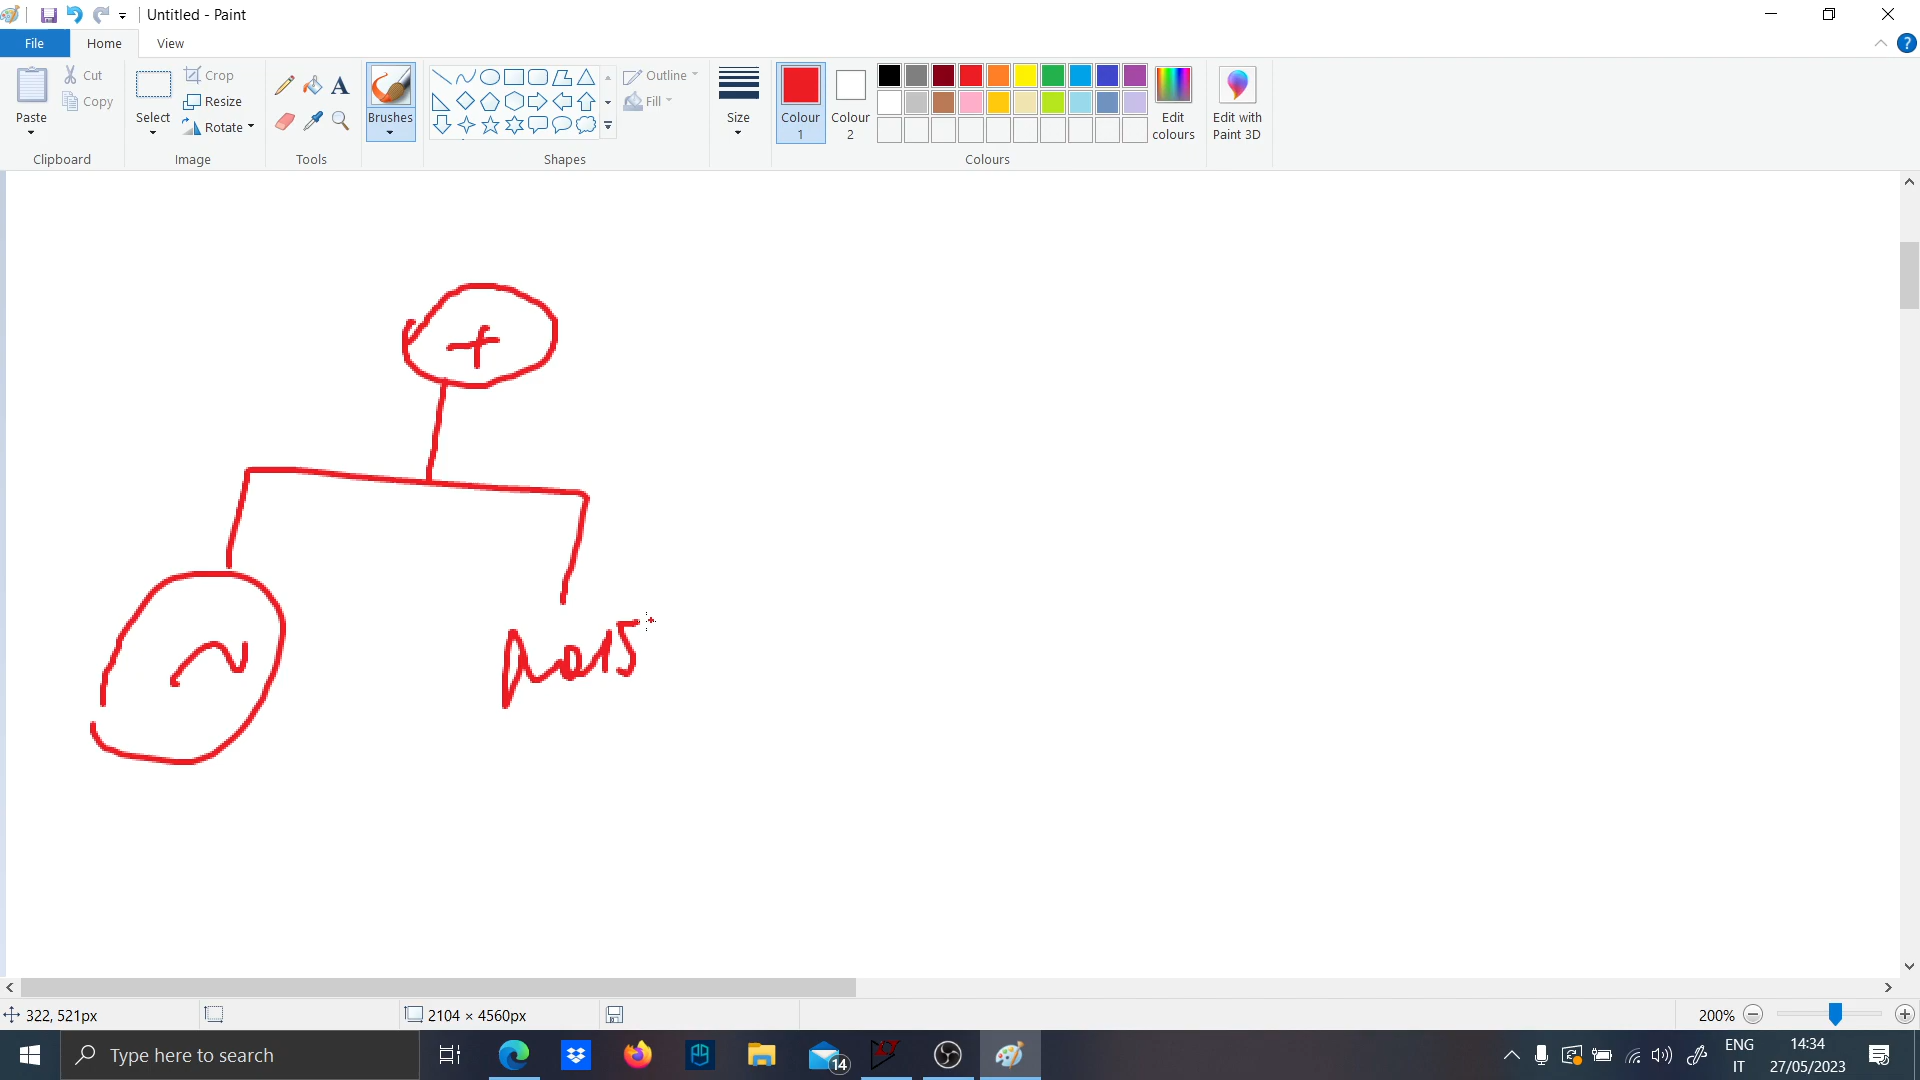 Untitled - Paint
File Home View
Paste
Cut
Copy
Clipboard
Select
Crop
Resize
Rotate
Image
Tools
Brushes
Shapes
Outline
Fill
Size
Colour 1
Colour 2
Colours
Edit colours
Edit with Paint 3D
+
322, 521px
2104 × 4560px
200%
Type here to search
14
ENG
IT
14:34
27/05/2023